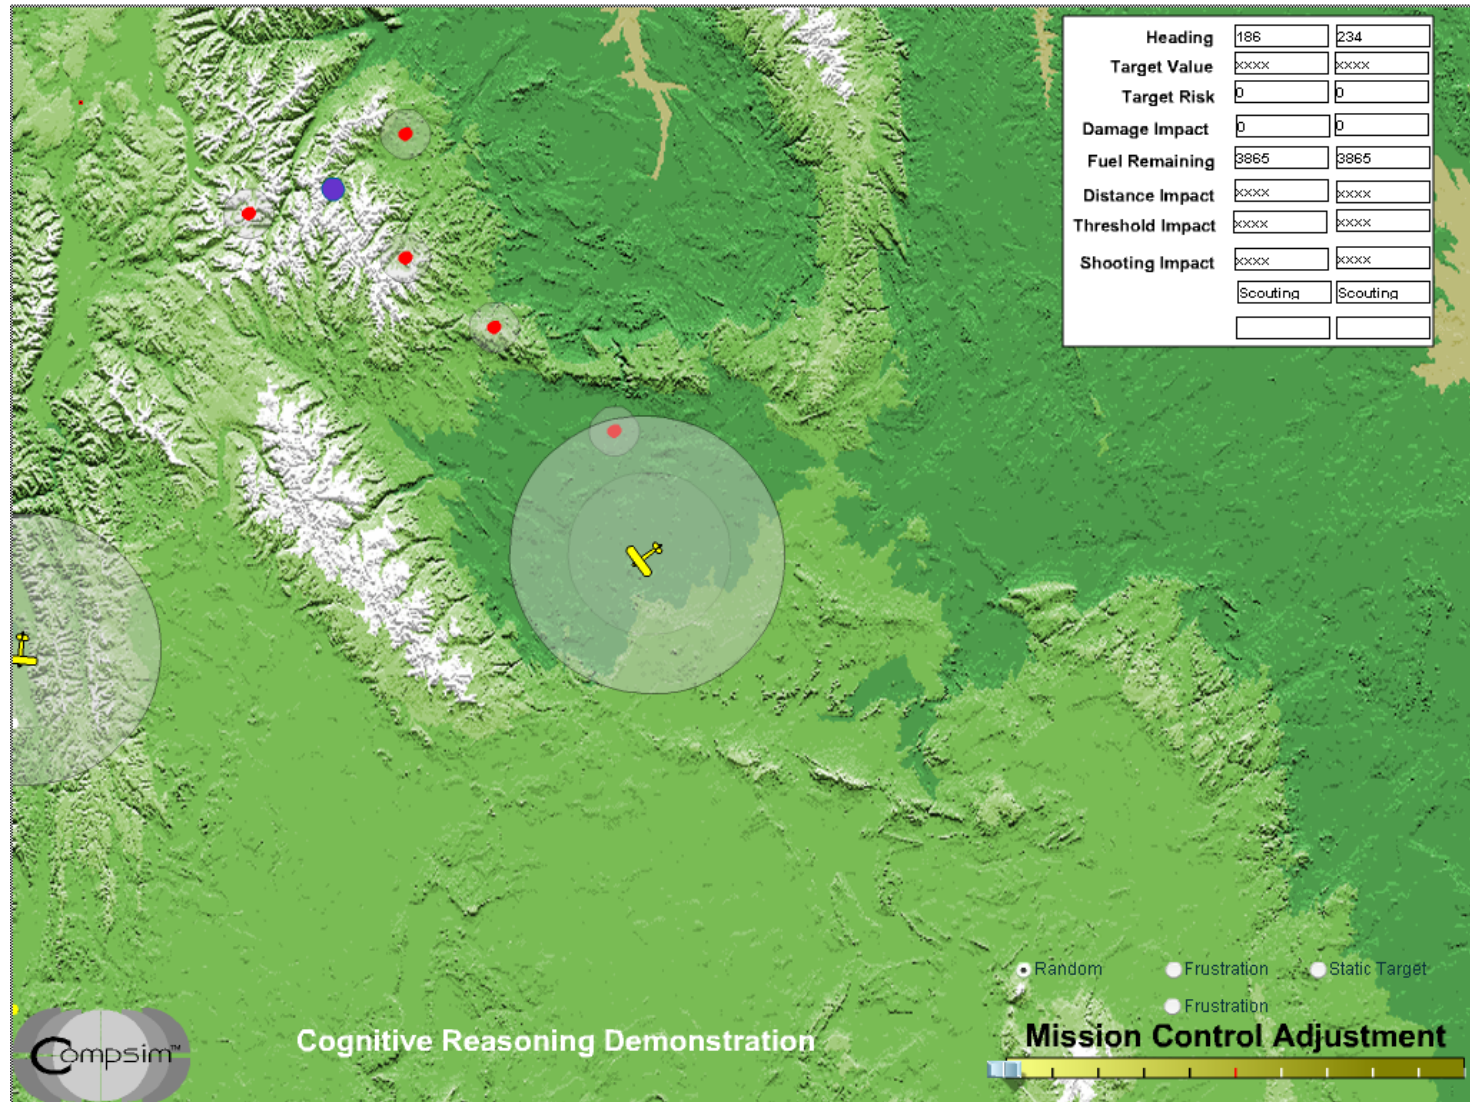 Heading 186 234
Target Value xxxx xxxx
Target Risk 0 0
Damage Impact 0 0
Fuel Remaining 3865 3865
Distance Impact xxxx xxxx
Threshold Impact xxxx xxxx
Shooting Impact xxxx xxxx
Scouting Scouting
Random Frustration Static Target
Frustration
Mission Control Adjustment
Cognitive Reasoning Demonstration
Compsim™